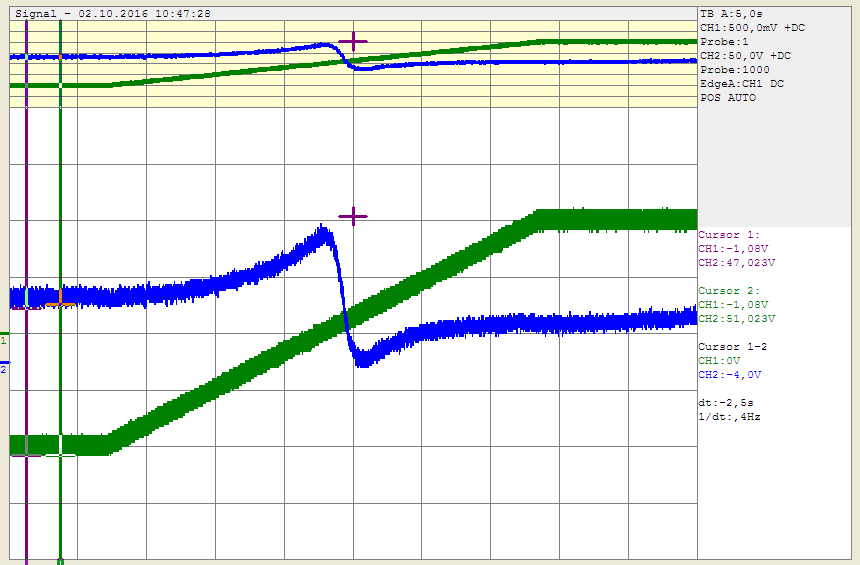 Signal - 02.10.2016 10:47:28
TB A:5,0s
CH1:500,0mV +DC
Probe:1
CH2:50,0V +DC
Probe:1000
EdgeA:CH1 DC
POS AUTO
Cursor 1:
CH1:-1,08V
CH2:47,023V
Cursor 2:
CH1:-1,08V
CH2:51,023V
Cursor 1-2
CH1:0V
CH2:-4,0V
dt:-2,5s
1/dt:,4Hz
1
2